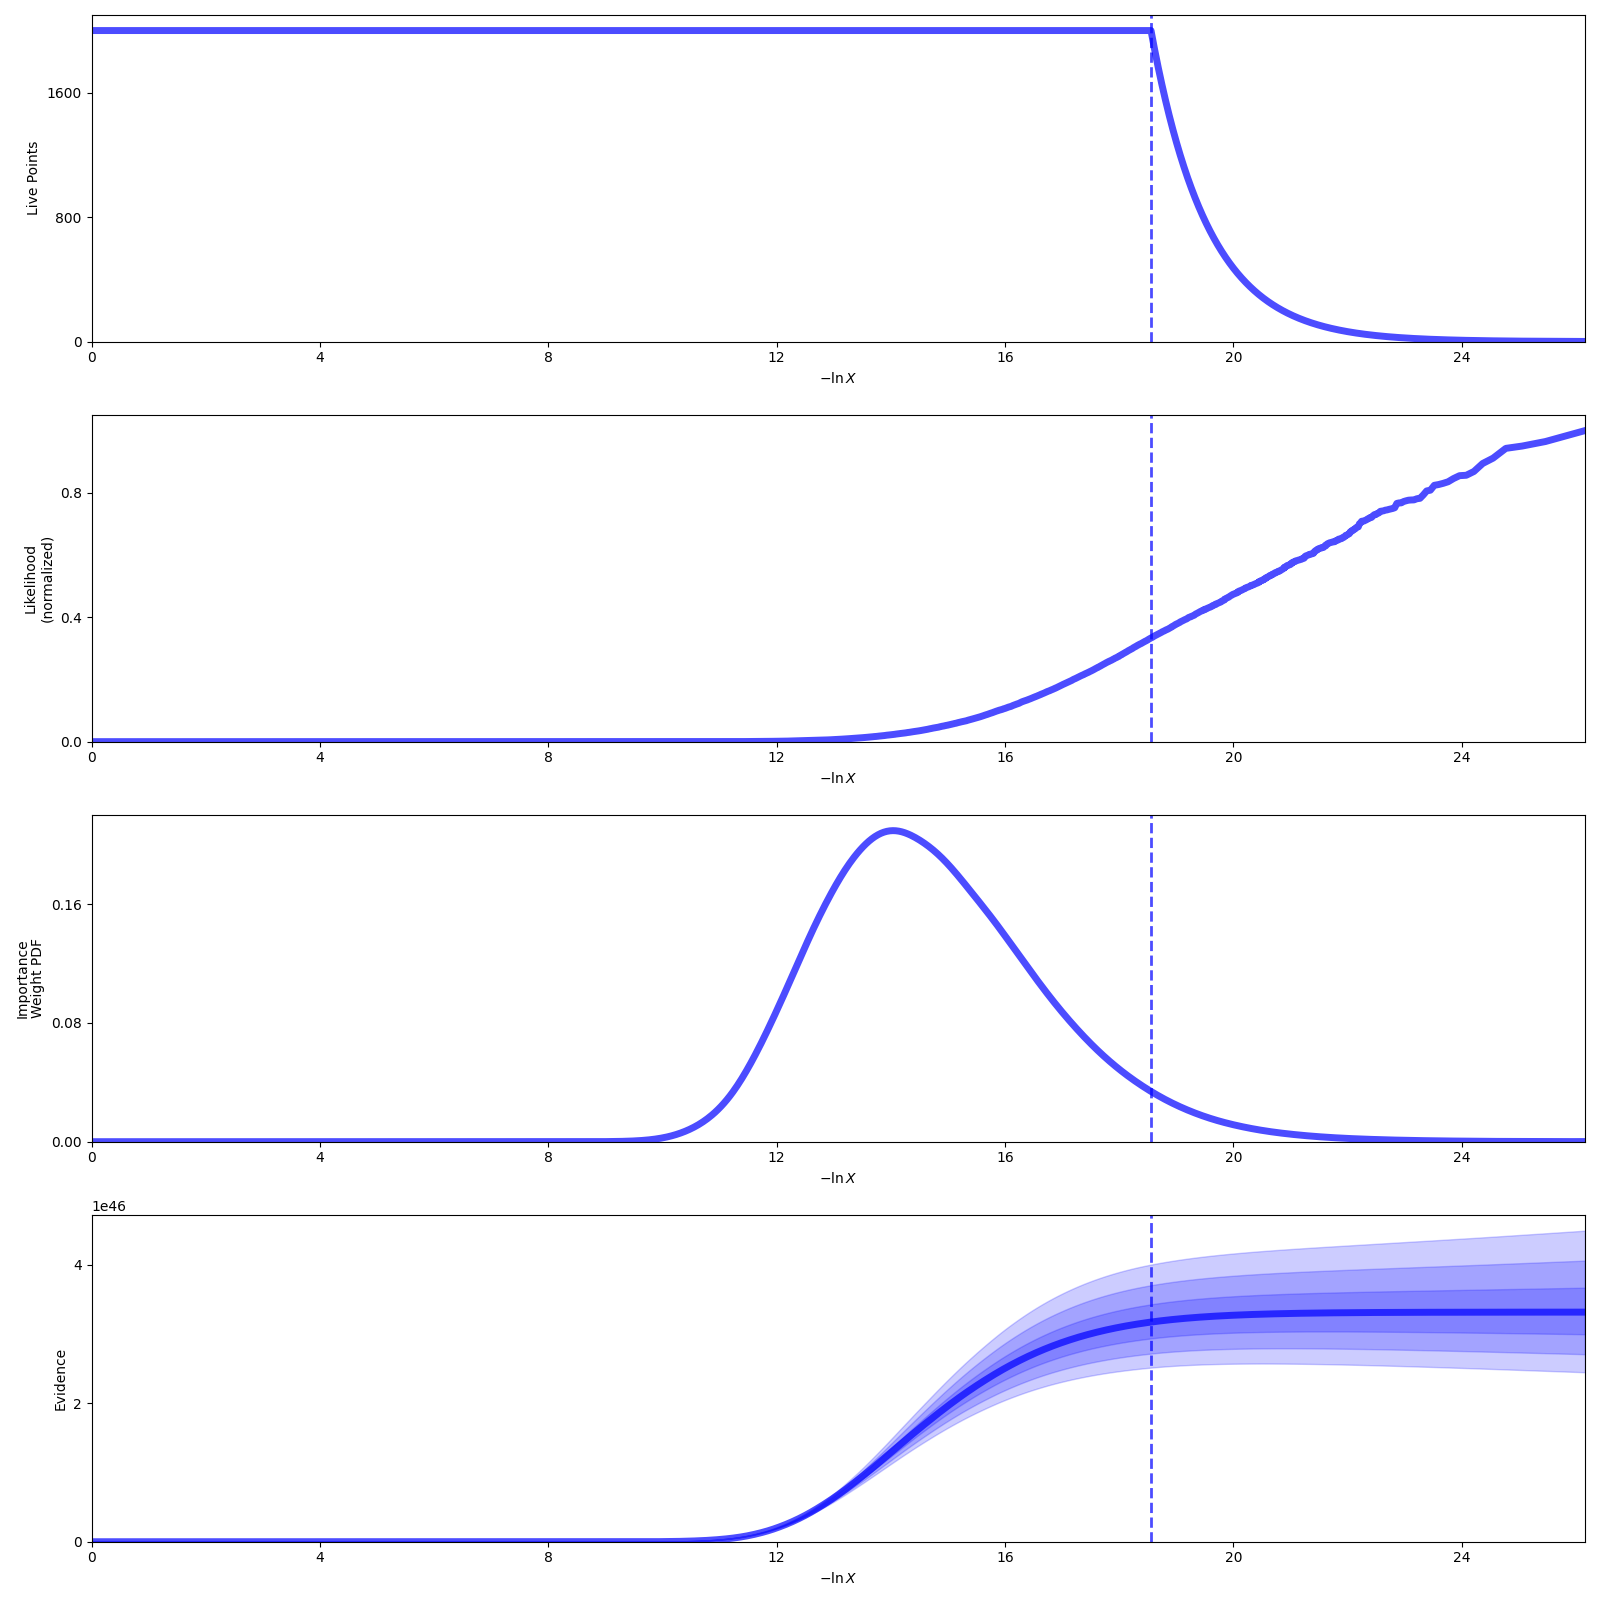 1600
800
0
Live Points
0 4 8 12 16 20 24
−ln X
0.8
0.4
0.0
Likelihood
(normalized)
0 4 8 12 16 20 24
−ln X
0.16
0.08
0.00
Importance
Weight PDF
0 4 8 12 16 20 24
−ln X
1e46
4
2
0
Evidence
0 4 8 12 16 20 24
−ln X